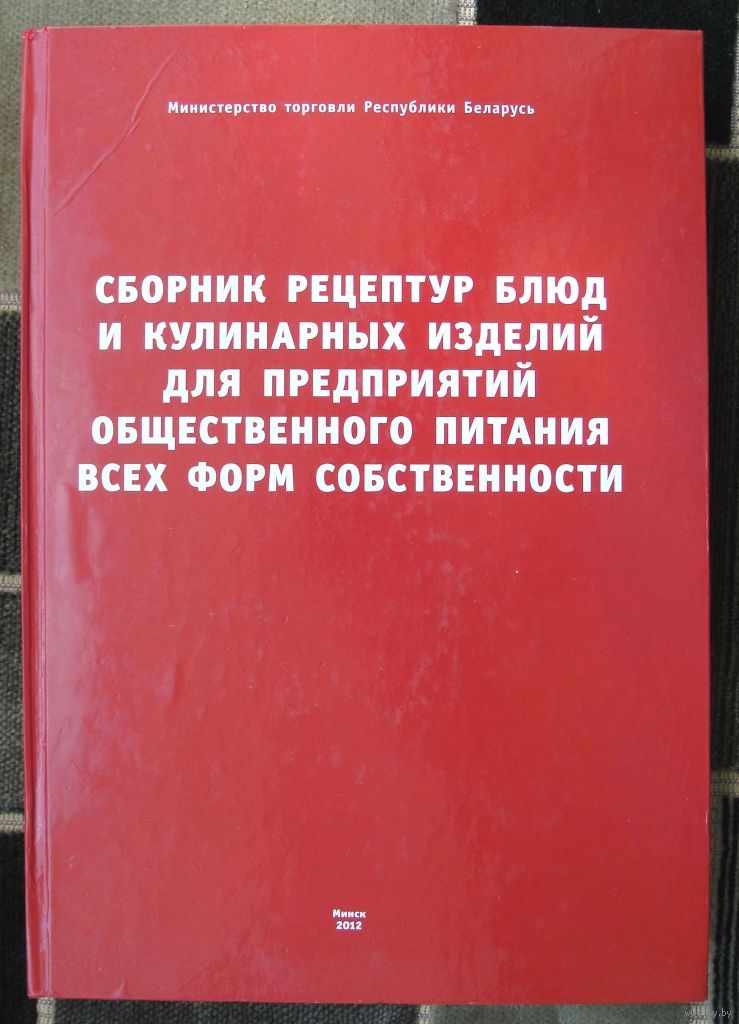 Министерство торговли Республики Беларусь
СБОРНИК РЕЦЕПТУР БЛЮД
И КУЛИНАРНЫХ ИЗДЕЛИЙ
ДЛЯ ПРЕДПРИЯТИЙ
ОБЩЕСТВЕННОГО ПИТАНИЯ
ВСЕХ ФОРМ СОБСТВЕННОСТИ
Минск
2012